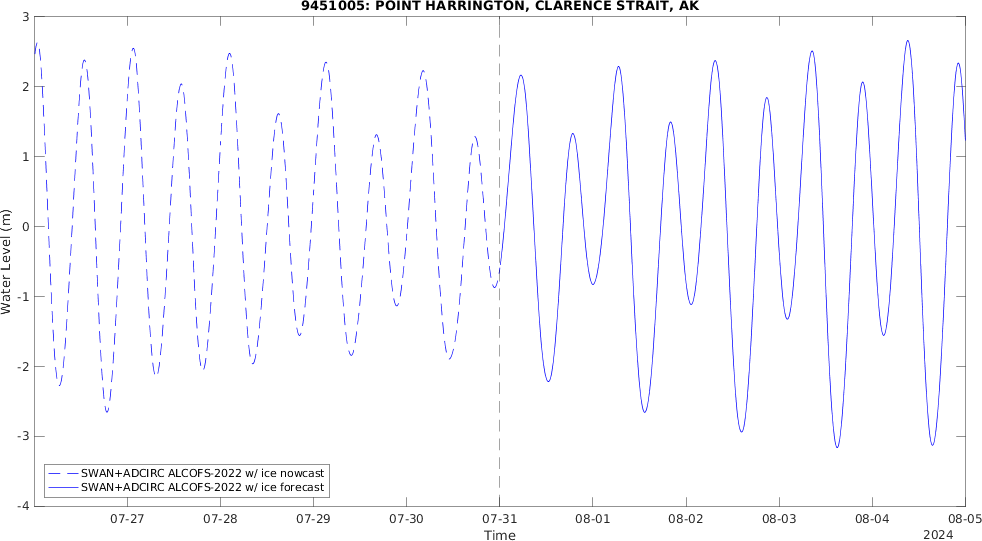 9451005: POINT HARRINGTON, CLARENCE STRAIT, AK
3
2
1
0
-1
-2
-3
-4
Water Level (m)
SWAN+ADCIRC ALCOFS-2022 w/ ice nowcast
SWAN+ADCIRC ALCOFS-2022 w/ ice forecast
07-27 07-28 07-29 07-30 07-31 08-01 08-02 08-03 08-04 08-05
Time
2024